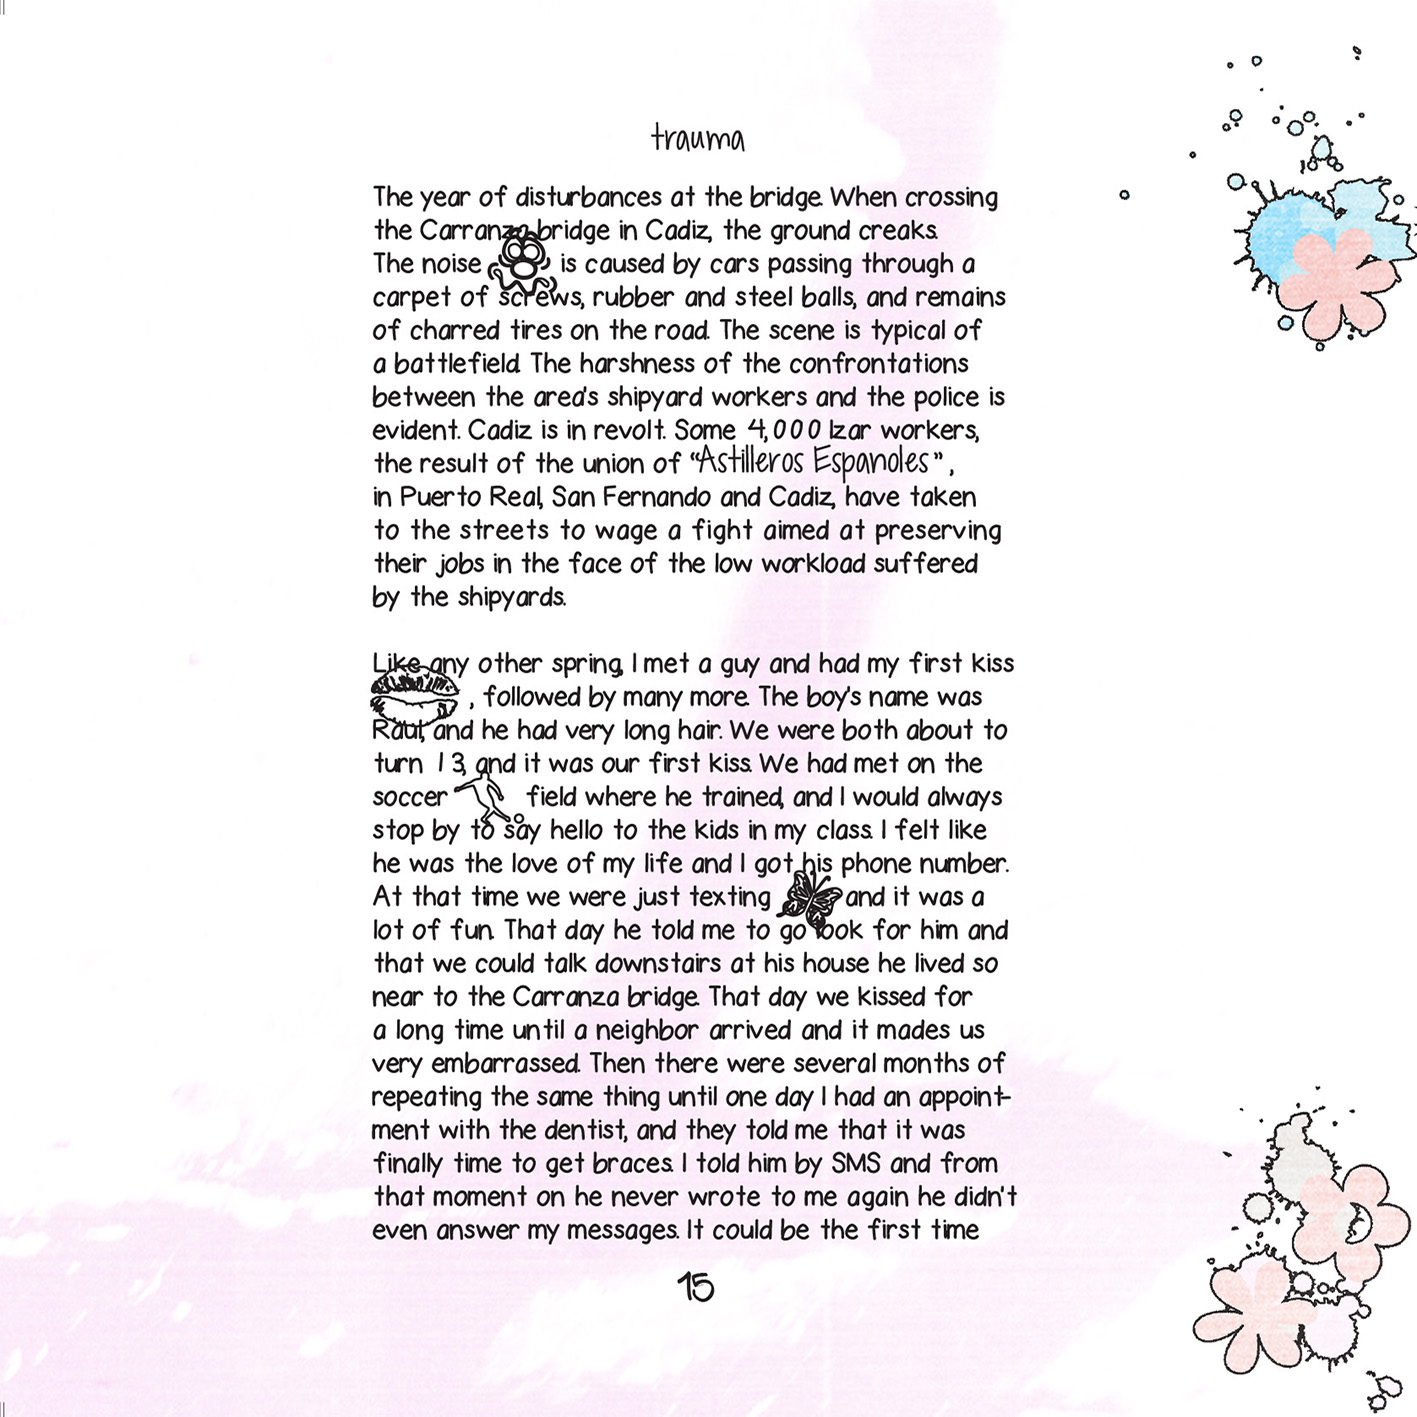 trauma
The year of disturbances at the bridge. When crossing
the Carranza bridge in Cadiz, the ground creaks.
The noise is caused by cars passing through a
carpet of screws, rubber and steel balls, and remains
of charred tires on the road. The scene is typical of
a battlefield. The harshness of the confrontations
between the area's shipyard workers and the police is
evident. Cadiz is in revolt. Some 4,000 Izar workers,
the result of the union of “Astilleros Espanoles”,
in Puerto Real, San Fernando and Cadiz, have taken
to the streets to wage a fight aimed at preserving
their jobs in the face of the low workload suffered
by the shipyards.
Like any other spring, I met a guy and had my first kiss
, followed by many more. The boy's name was
Raul, and he had very long hair. We were both about to
turn 13, and it was our first kiss. We had met on the
soccer field where he trained, and I would always
stop by to say hello to the kids in my class. I felt like
he was the love of my life and I got his phone number.
At that time we were just texting and it was a
lot of fun. That day he told me to go look for him and
that we could talk downstairs at his house he lived so
near to the Carranza bridge. That day we kissed for
a long time until a neighbor arrived and it mades us
very embarrassed. Then there were several months of
repeating the same thing until one day I had an appoint-
ment with the dentist, and they told me that it was
finally time to get braces. I told him by SMS and from
that moment on he never wrote to me again he didn't
even answer my messages. It could be the first time
15